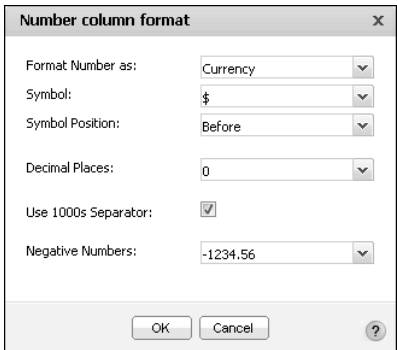 Number column format x
Format Number as: Currency
Symbol: $
Symbol Position: Before
Decimal Places: 0
Use 1000s Separator:
Negative Numbers: -1234.56
OK Cancel ?